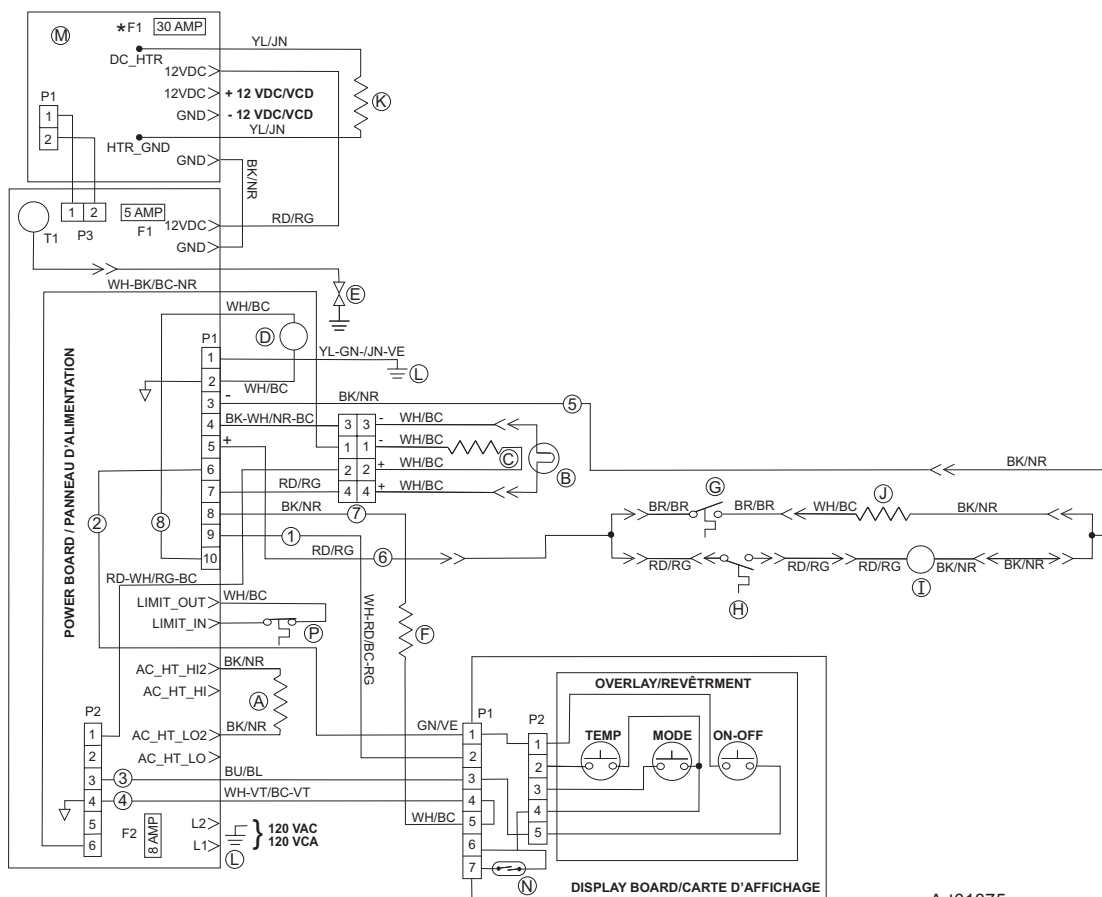 M
*F1 30 AMP
YL/JN
DC_HTR
12VDC
12VDC + 12 VDC/VCD
GND - 12 VDC/VCD
YL/JN
K
P1
1
2
HTR_GND
GND
BK/NR
T1
1 2
P3
5 AMP
F1
12VDC
RD/RG
GND
WH-BK/BC-NR
E
WH/BC
D
P1
YL-GN-/JN-VE
L
WH/BC
1
2
3
4
5
6
7
8
9
10
-
BK/NR
5
BK-WH/NR-BC
3 3 - WH/BC
+
1 1 - WH/BC
C
2 2 + WH/BC
B
RD/RG
4 4 + WH/BC
BK/NR
7
2
8
1
RD/RG
6
BK/NR
G
BR/BR
BR/BR
WH/BC
J
BK/NR
RD/RG
RD/RG
RD/RG
BK/NR
BK/NR
H
I
POWER BOARD / PANNEAU D'ALIMENTATION
RD-WH/RG-BC
LIMIT_OUT
WH/BC
LIMIT_IN
P
WH-RD/BC-RG
F
AC_HT_HI2
BK/NR
AC_HT_HI
A
AC_HT_LO2
BK/NR
AC_HT_LO
P2
1
2
3
4
5
6
3
BU/BL
4
WH-VT/BC-VT
F2
8 AMP
L2
L1
L
120 VAC
120 VCA
GN/VE
WH/BC
P1
1
2
3
4
5
6
7
P2
1
2
3
4
5
OVERLAY/REVÊTRMENT
TEMP
MODE
ON-OFF
N
DISPLAY BOARD/CARTE D'AFFICHAGE